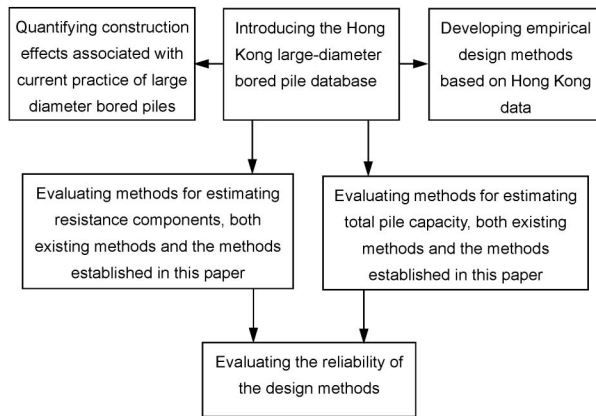 Quantifying construction
effects associated with
current practice of large
diameter bored piles
Introducing the Hong
Kong large-diameter
bored pile database
Developing empirical
design methods
based on Hong Kong
data
Evaluating methods for estimating
resistance components, both
existing methods and the methods
established in this paper
Evaluating methods for estimating
total pile capacity, both existing
methods and the methods
established in this paper
Evaluating the reliability of
the design methods